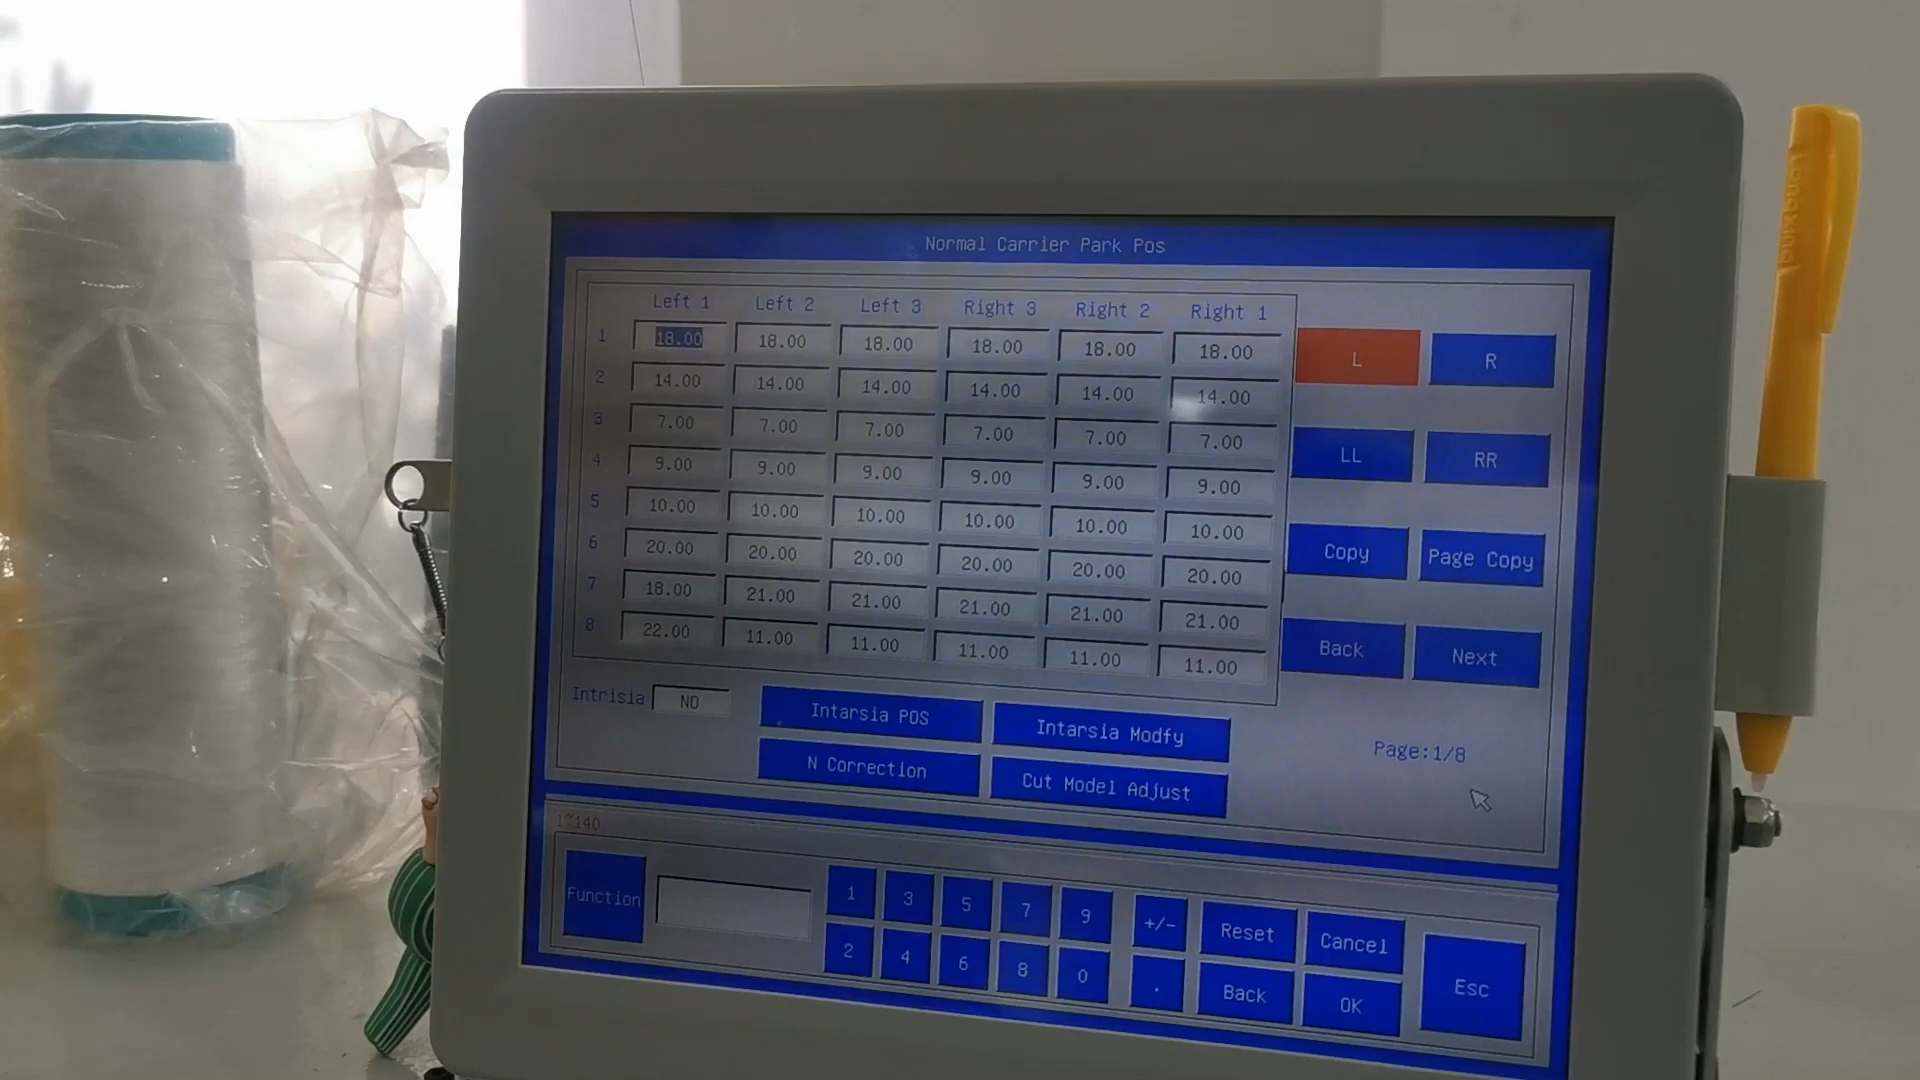 Normal Carrier Park Pos
Left 1 Left 2 Left 3 Right 3 Right 2 Right 1
1 18.00 18.00 18.00 18.00 18.00 18.00
2 14.00 14.00 14.00 14.00 14.00 14.00
3 7.00 7.00 7.00 7.00 7.00 7.00
4 9.00 9.00 9.00 9.00 9.00 9.00
5 10.00 10.00 10.00 10.00 10.00 10.00
6 20.00 20.00 20.00 20.00 20.00 20.00
7 18.00 21.00 21.00 21.00 21.00 21.00
8 22.00 11.00 11.00 11.00 11.00 11.00
L R
LL RR
Copy Page Copy
Back Next
Intrisia NO
Intarsia POS Intarsia Modfy
N Correction Cut Model Adjust
Page:1/8
1~140
Function
1 3 5 7 9 +/- Reset Cancel
2 4 6 8 0 . Back OK
Esc